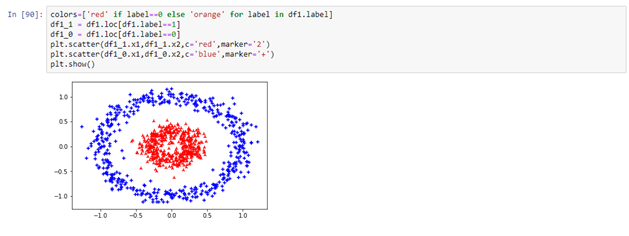 In [90]: colors=['red' if label==0 else 'orange' for label in df1.label]
df1_1 = df1.loc[df1.label==1]
df1_0 = df1.loc[df1.label==0]
plt.scatter(df1_1.x1,df1_1.x2,c='red',marker='2')
plt.scatter(df1_0.x1,df1_0.x2,c='blue',marker='+')
plt.show()
1.0
0.5
0.0
−0.5
−1.0
−1.0 −0.5 0.0 0.5 1.0